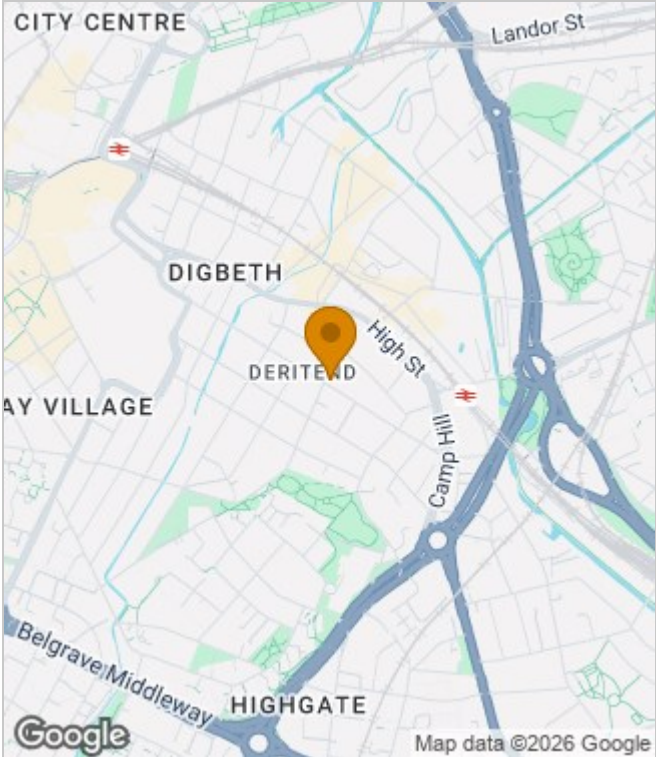 CITY CENTRE
Landor St
DIGBETH
High St
DERITEND
AY VILLAGE
Camp Hill
Belgrave Middleway
HIGHGATE
Google
Map data ©2026 Google